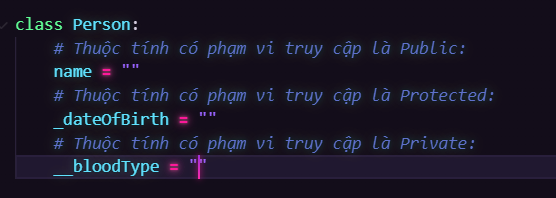 class Person:
# Thuộc tính có phạm vi truy cập là Public:
name = ""
# Thuộc tính có phạm vi truy cập là Protected:
_dateOfBirth = ""
# Thuộc tính có phạm vi truy cập là Private:
__bloodType = ""